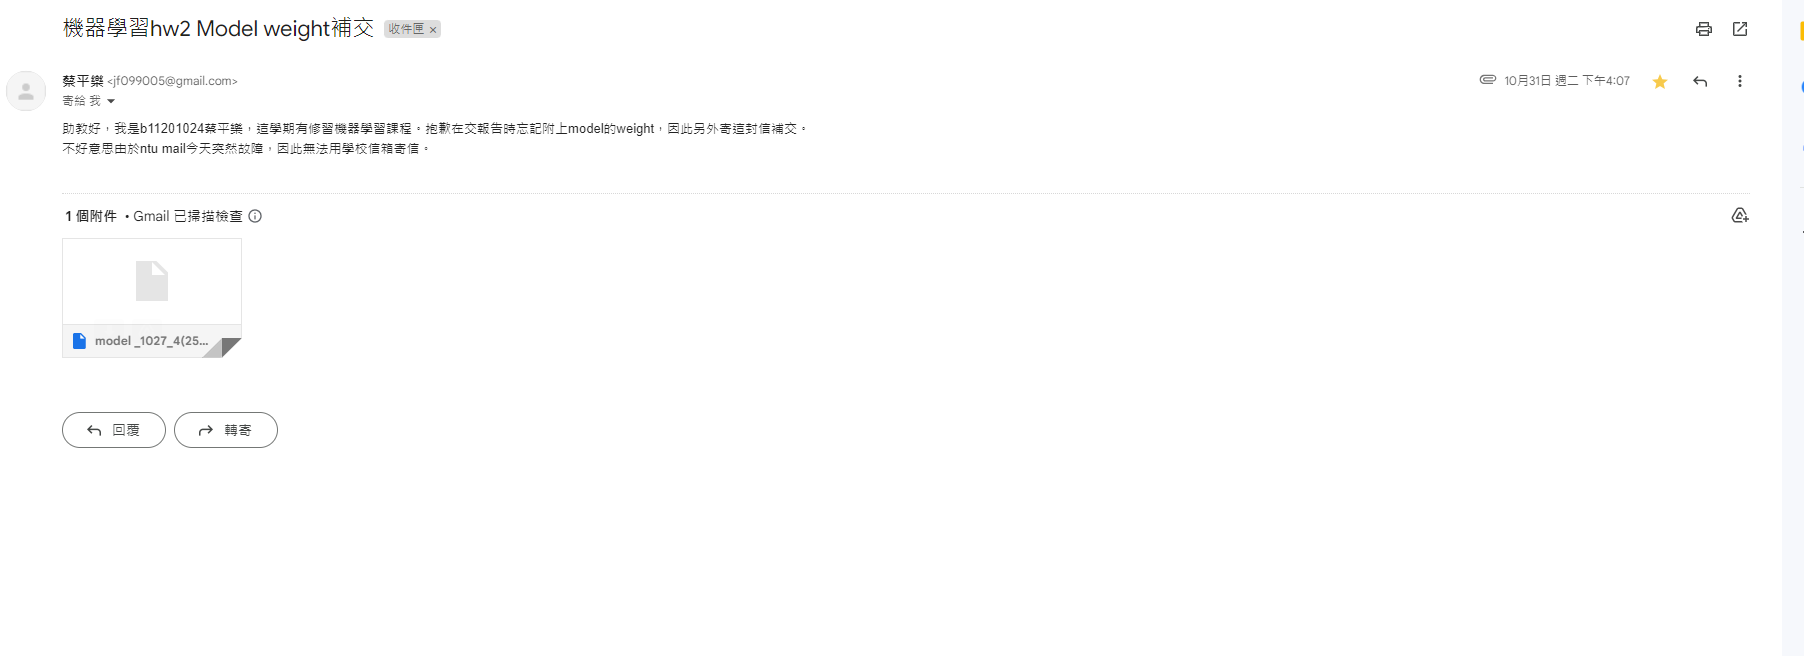 機器學習hw2 Model weight補交
收件匣 ×
蔡平樂 <jf099005@gmail.com>
10月31日 週二 下午4:07
寄給 我
助教好，我是b11201024蔡平樂，這學期有修習機器學習課程。抱歉在交報告時忘記附上model的weight，因此另外寄這封信補交。
不好意思由於ntu mail今天突然故障，因此無法用學校信箱寄信。
1 個附件 • Gmail 已掃描檢查
model _1027_4(25...
回覆
轉寄